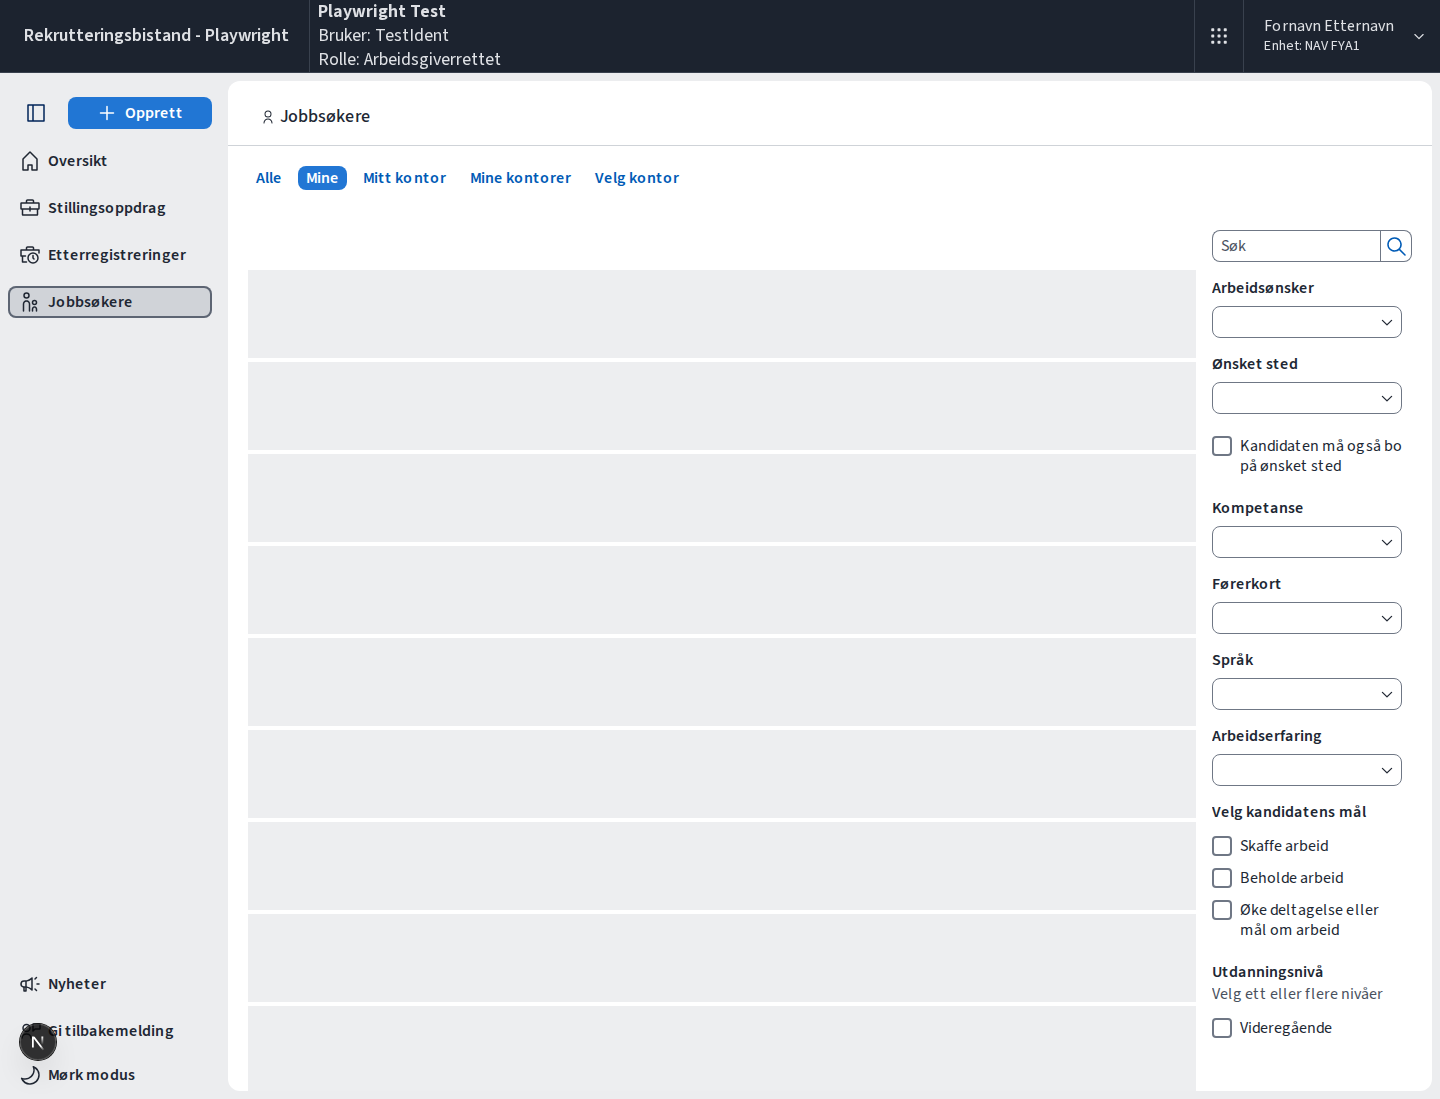 Rekrutteringsbistand - Playwright
Playwright Test
Bruker: TestIdent
Rolle: Arbeidsgiverrettet
Fornavn Etternavn
Enhet: NAV FYA1
Opprett
Oversikt
Stillingsoppdrag
Etterregistreringer
Jobbsøkere
Nyheter
Gi tilbakemelding
N
Mørk modus
Jobbsøkere
Alle
Mine
Mitt kontor
Mine kontorer
Velg kontor
Søk
Arbeidsønsker
Ønsket sted
Kandidaten må også bo
på ønsket sted
Kompetanse
Førerkort
Språk
Arbeidserfaring
Velg kandidatens mål
Skaffe arbeid
Beholde arbeid
Øke deltagelse eller
mål om arbeid
Utdanningsnivå
Velg ett eller flere nivåer
Videregående